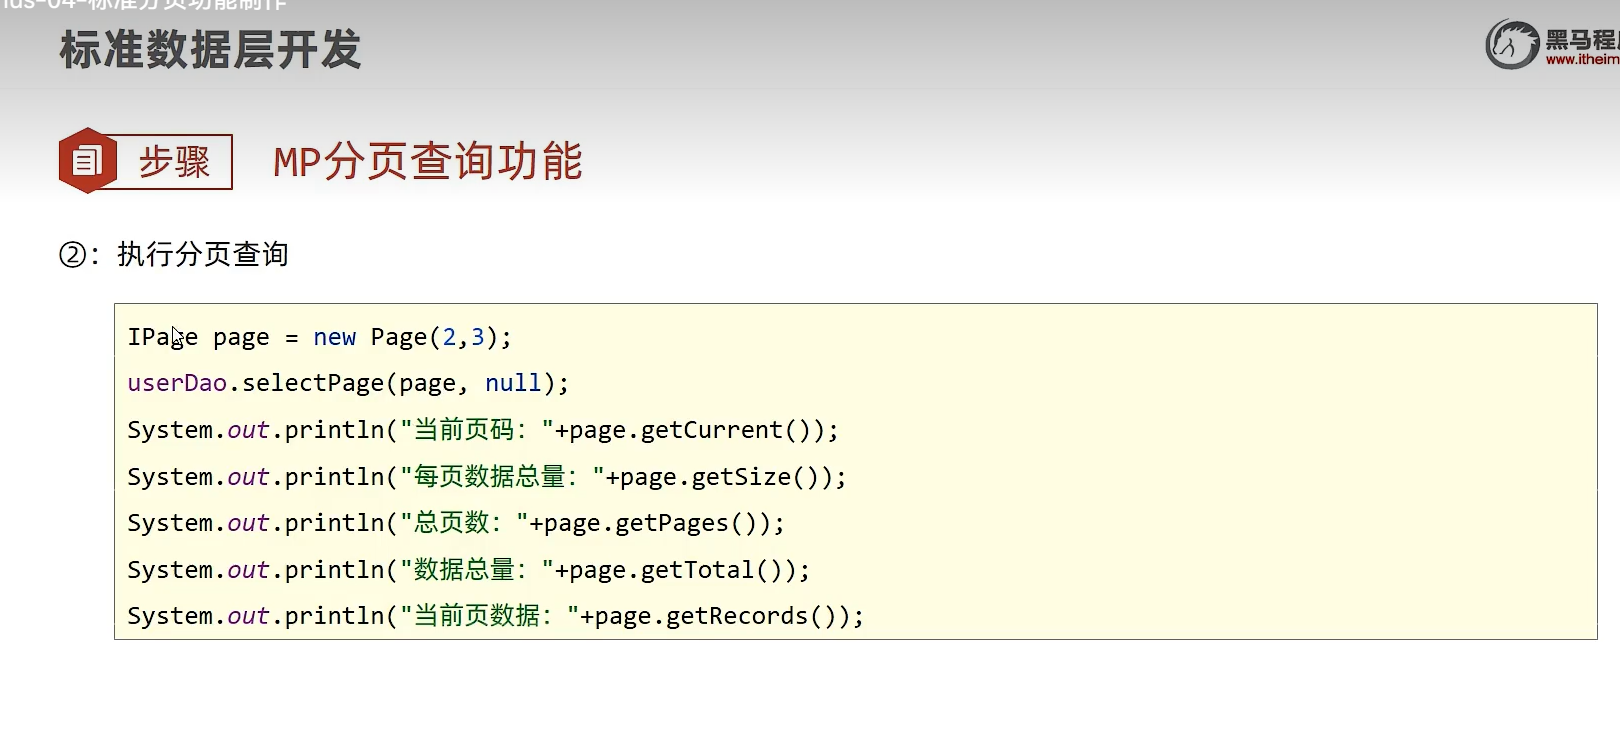 标准分页功能制作
标准数据层开发
www.itheim
步骤
MP分页查询功能
②：执行分页查询
IPage page = new Page(2,3);
userDao.selectPage(page, null);
System.out.println("当前页码："+page.getCurrent());
System.out.println("每页数据总量："+page.getSize());
System.out.println("总页数："+page.getPages());
System.out.println("数据总量："+page.getTotal());
System.out.println("当前页数据："+page.getRecords());
黑马程